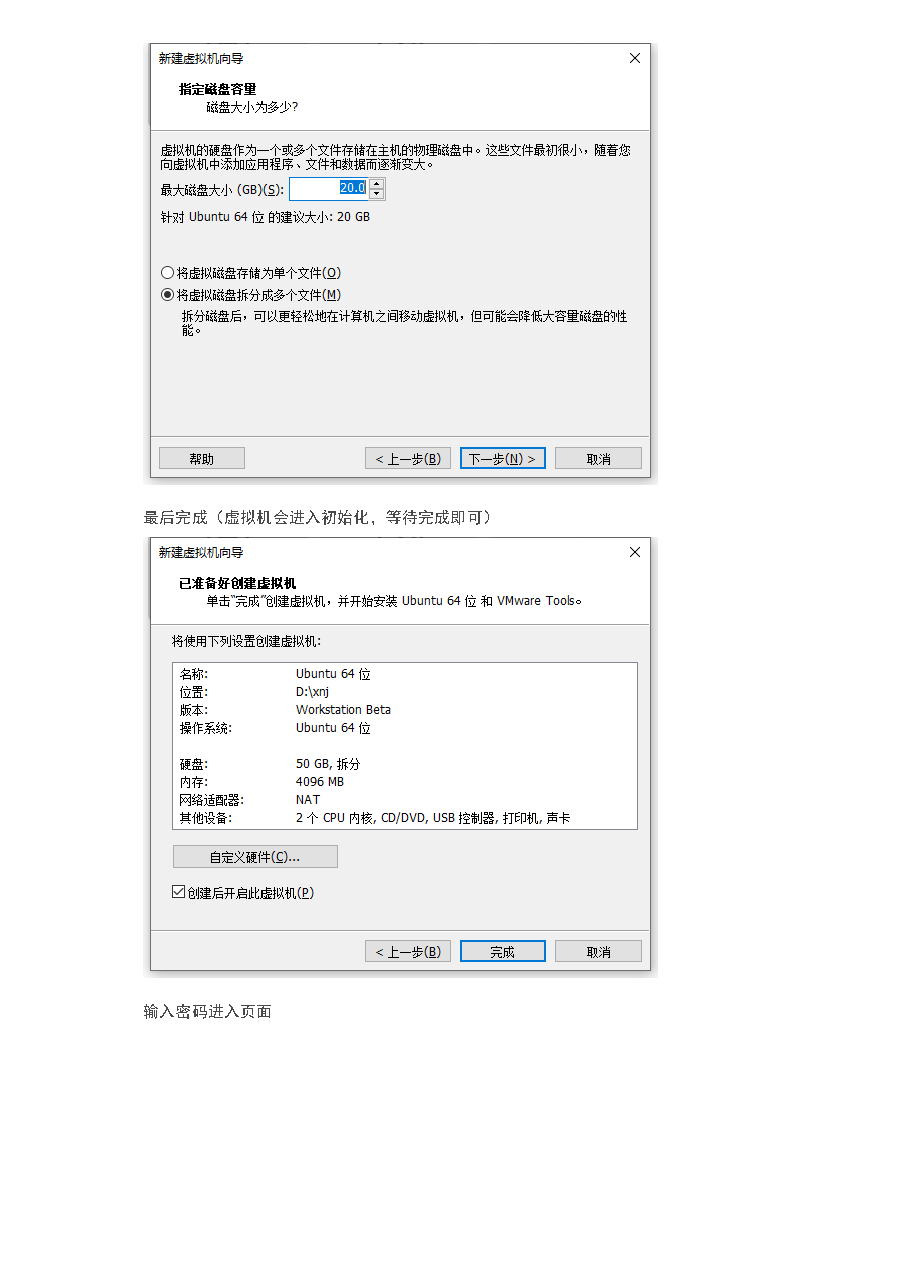 新建虚拟机向导
指定磁盘容量
磁盘大小为多少?
虚拟机的硬盘作为一个或多个文件存储在主机的物理磁盘中。这些文件最初很小，随着您
向虚拟机中添加应用程序、文件和数据而逐渐变大。
最大磁盘大小 (GB)(S): 20.0
针对 Ubuntu 64 位 的建议大小: 20 GB
将虚拟磁盘存储为单个文件(O)
将虚拟磁盘拆分成多个文件(M)
拆分磁盘后，可以更轻松地在计算机之间移动虚拟机，但可能会降低大容量磁盘的性
能。
帮助 < 上一步(B) 下一步(N) > 取消
最后完成（虚拟机会进入初始化，等待完成即可）
新建虚拟机向导
已准备好创建虚拟机
单击“完成”创建虚拟机，并开始安装 Ubuntu 64 位 和 VMware Tools。
将使用下列设置创建虚拟机:
名称: Ubuntu 64 位
位置: D:\xnj
版本: Workstation Beta
操作系统: Ubuntu 64 位
硬盘: 50 GB, 拆分
内存: 4096 MB
网络适配器: NAT
其他设备: 2 个 CPU 内核, CD/DVD, USB 控制器, 打印机, 声卡
自定义硬件(C)...
创建后开启此虚拟机(P)
< 上一步(B) 完成 取消
输入密码进入页面